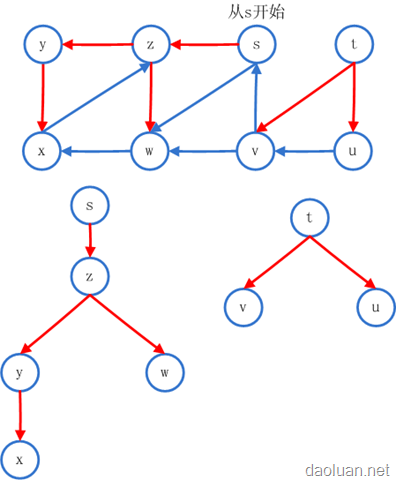 从s开始
y z s t
x w v u
s
t
z
v u
y w
x
daoluan.net